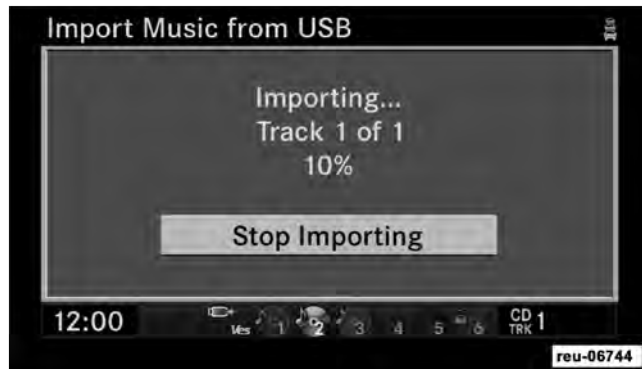 Import Music from USB
Importing...
Track 1 of 1
10%
Stop Importing
12:00
Ves 1 2 3 4 5 6
CD
TRK 1
reu-06744